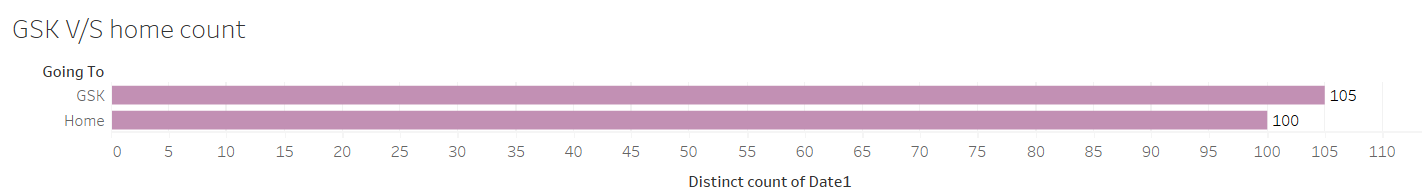 GSK V/S home count
Going To
GSK 105
Home 100
0 5 10 15 20 25 30 35 40 45 50 55 60 65 70 75 80 85 90 95 100 105 110
Distinct count of Date1